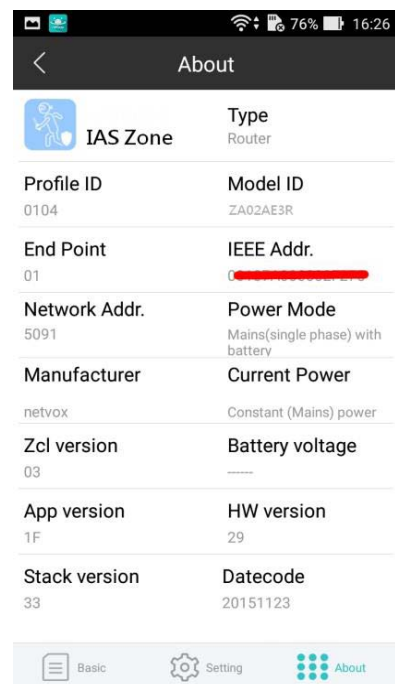 76% 16:26
About
IAS Zone
Type
Router
Profile ID
0104
Model ID
ZA02AE3R
End Point
01
IEEE Addr.
Network Addr.
5091
Power Mode
Mains(single phase) with
battery
Manufacturer
netvox
Current Power
Constant (Mains) power
Zcl version
03
Battery voltage
------
App version
1F
HW version
29
Stack version
33
Datecode
20151123
Basic
Setting
About